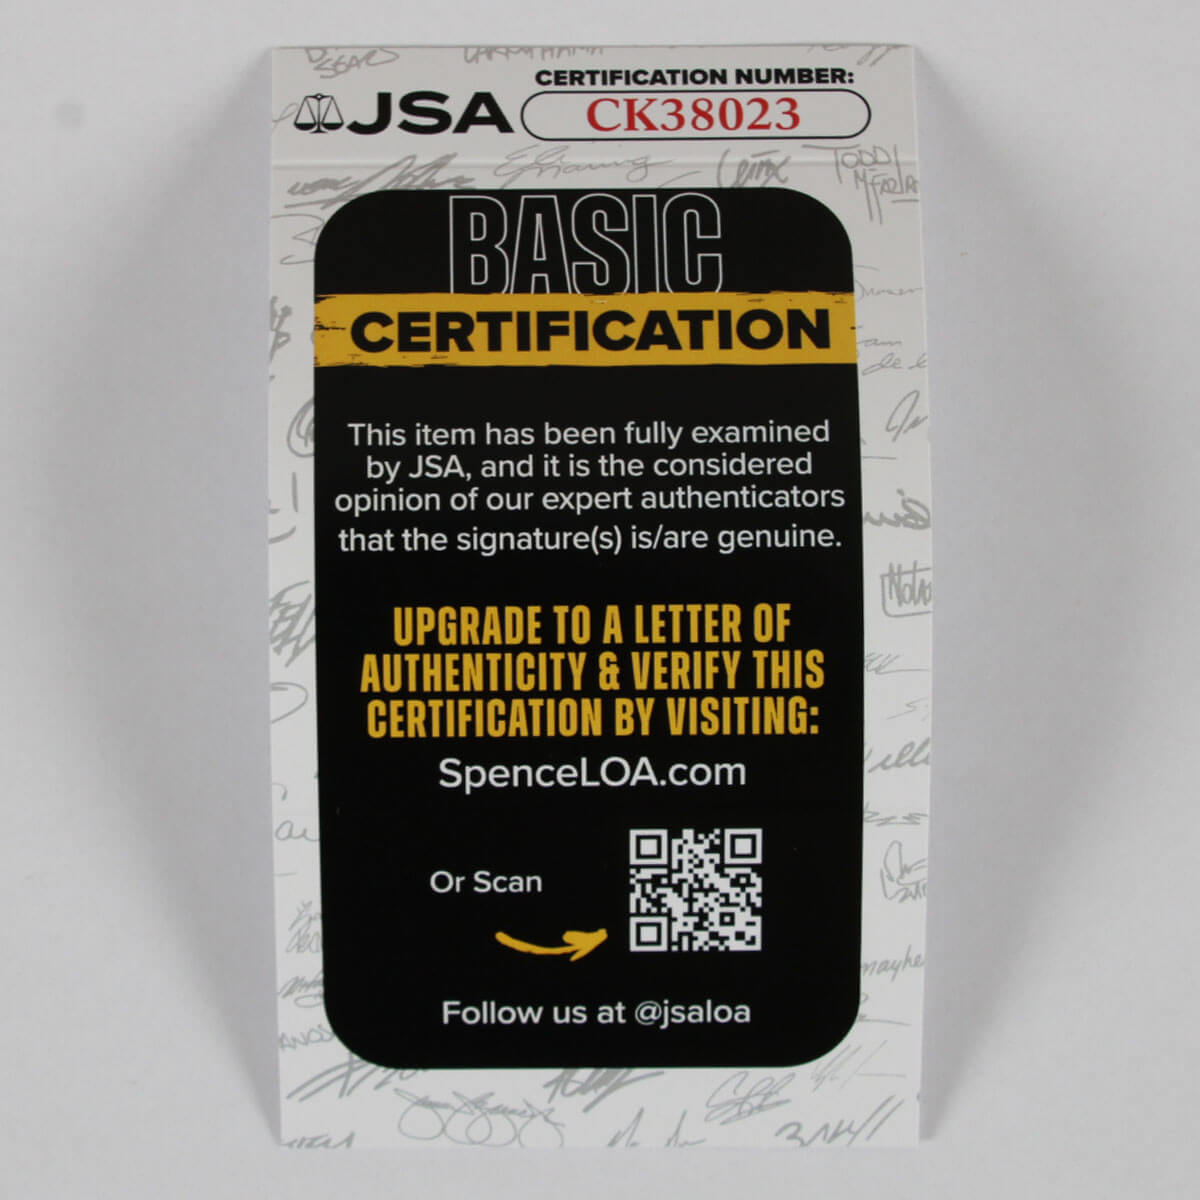 CERTIFICATION NUMBER:
JSA CK38023
TODD
BASIC
CERTIFICATION
This item has been fully examined
by JSA, and it is the considered
opinion of our expert authenticators
that the signature(s) is/are genuine.
UPGRADE TO A LETTER OF
AUTHENTICITY & VERIFY THIS
CERTIFICATION BY VISITING:
SpenceLOA.com
Or Scan
Follow us at @jsaloa